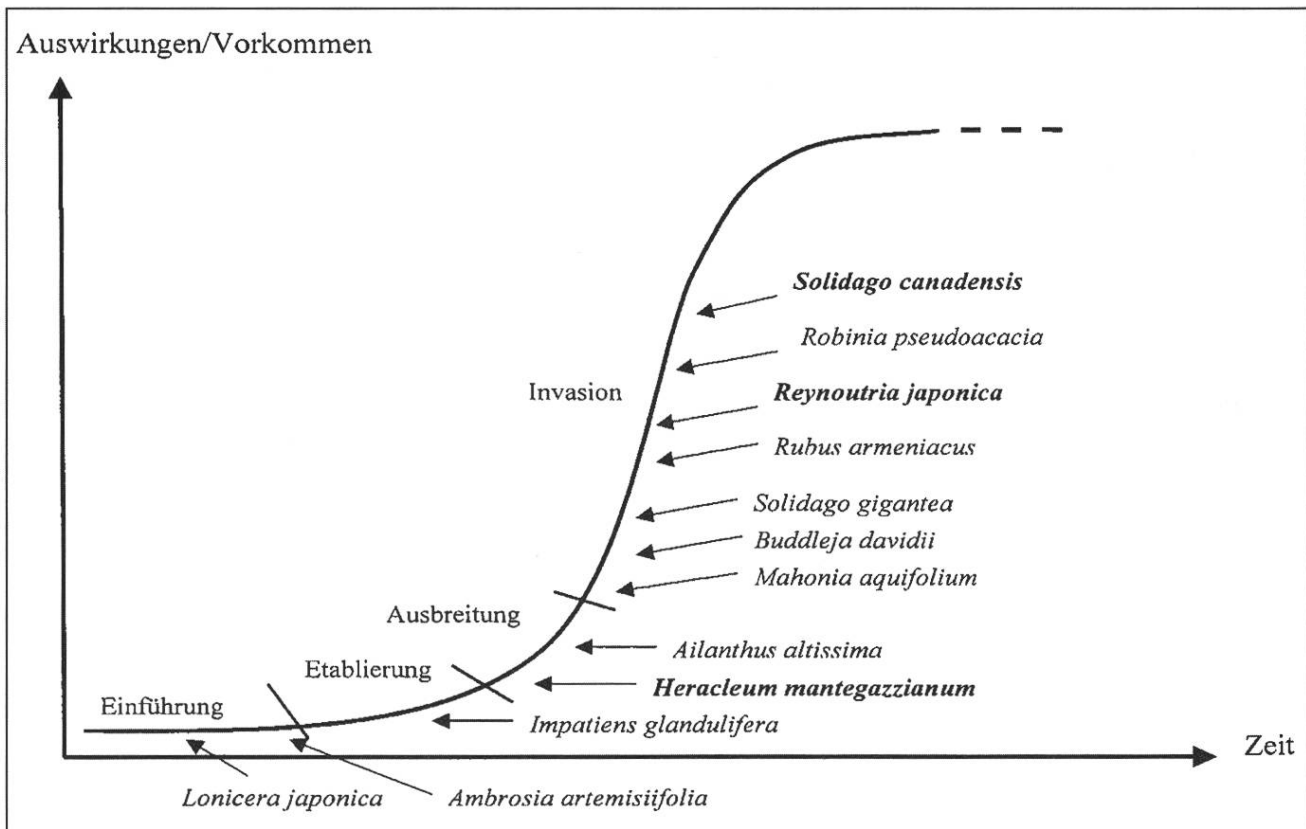 Auswirkungen/Vorkommen
Solidago canadensis
Robinia pseudoacacia
Invasion
Reynoutria japonica
Rubus armeniacus
Solidago gigantea
Buddleja davidii
Mahonia aquifolium
Ausbreitung
Ailanthus altissima
Etablierung
Heracleum mantegazzianum
Einführung
Impatiens glandulifera
Zeit
Lonicera japonica
Ambrosia artemisiifolia